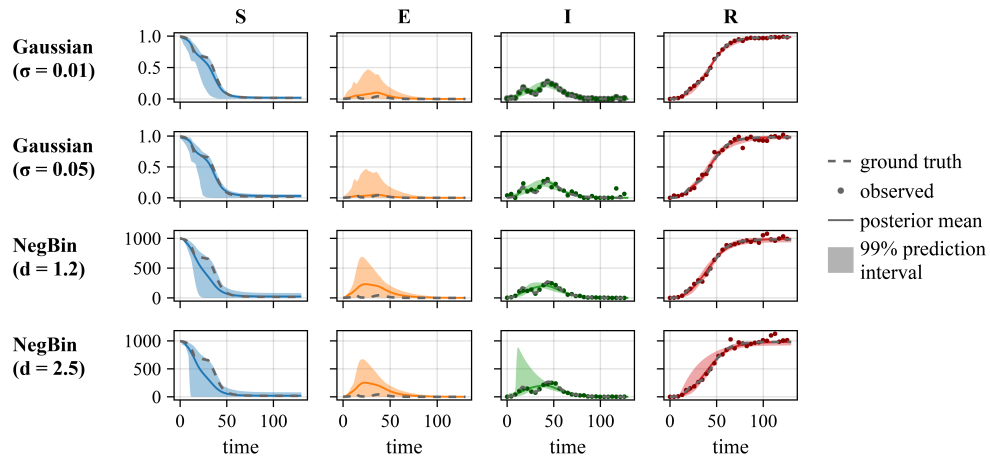 S E I R
Gaussian
(σ = 0.01)
1.0
0.5
0.0
0 50 100
0 50 100
0 50 100
0 50 100
Gaussian
(σ = 0.05)
1.0
0.5
0.0
NegBin
(d = 1.2)
1000
500
0
NegBin
(d = 2.5)
1000
500
0
time time time time
ground truth
observed
posterior mean
99% prediction
interval